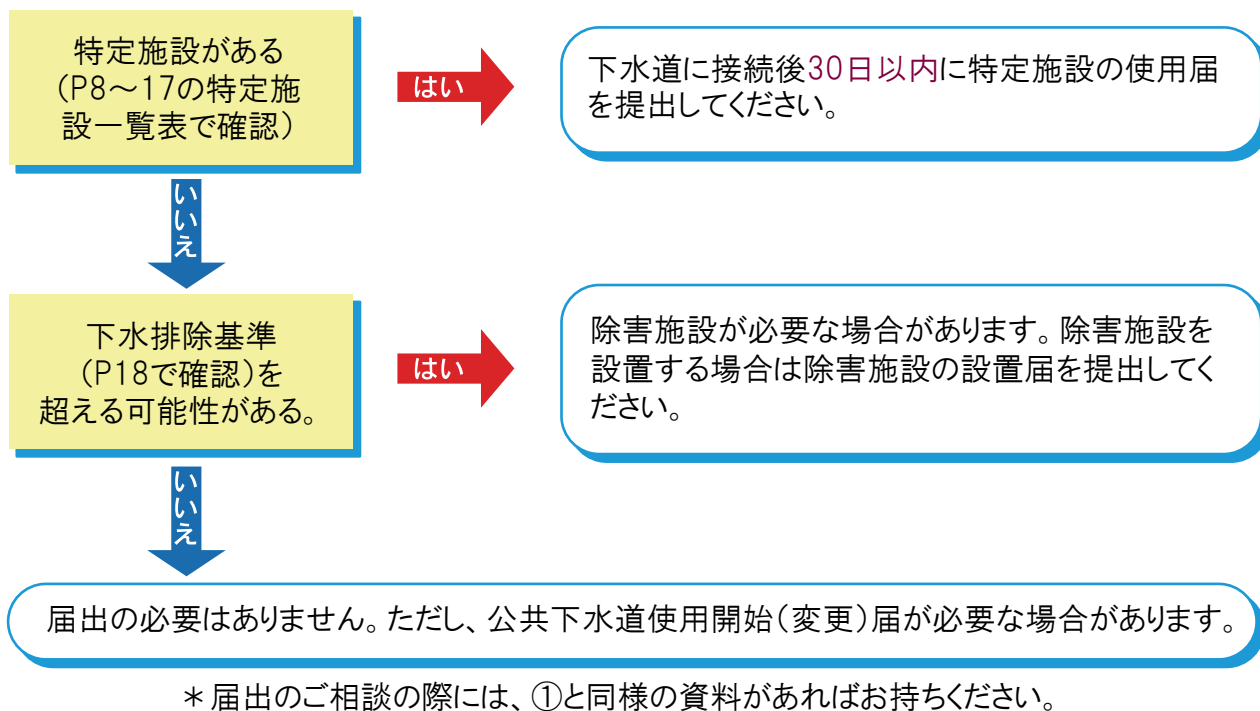 特定施設がある
(P8～17の特定施
設一覧表で確認)
はい
下水道に接続後30日以内に特定施設の使用届
を提出してください。
いいえ
下水排除基準
(P18で確認)を
超える可能性がある。
はい
除害施設が必要な場合があります。除害施設を
設置する場合は除害施設の設置届を提出してく
ださい。
いいえ
届出の必要はありません。ただし、公共下水道使用開始(変更)届が必要な場合があります。
＊届出のご相談の際には、①と同様の資料があればお持ちください。